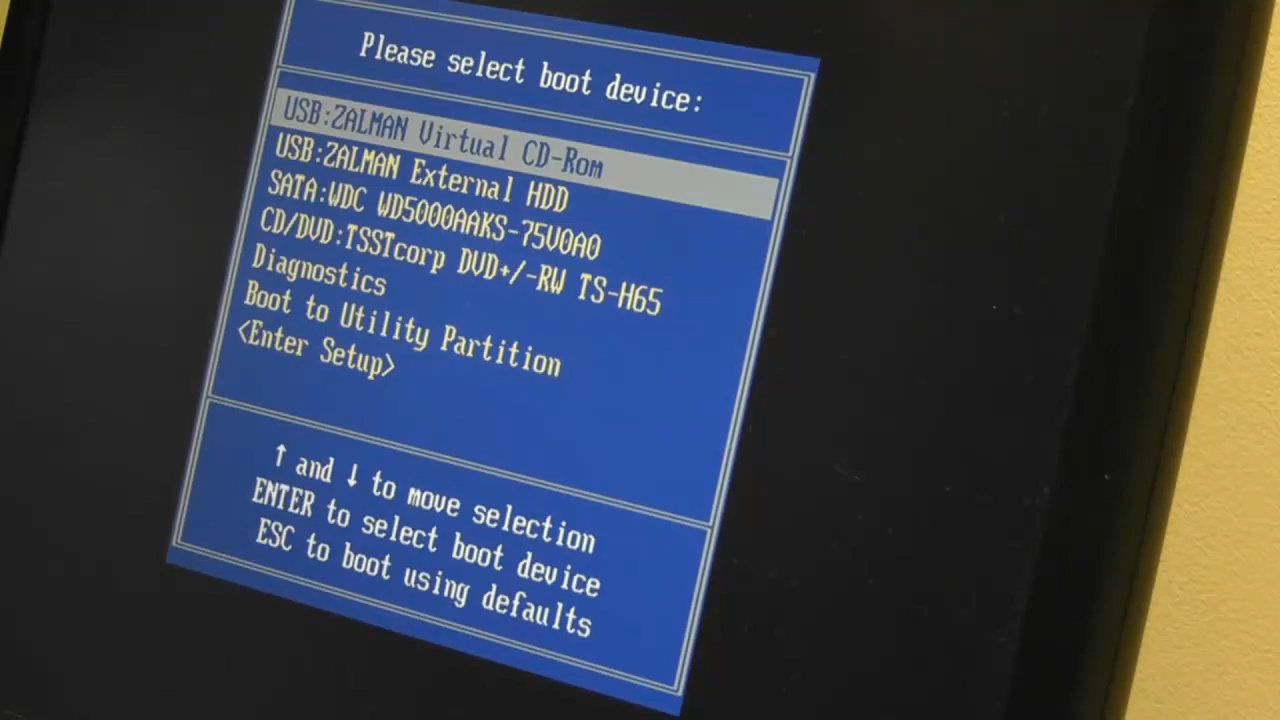 Please select boot device:
USB:ZALMAN Virtual CD-Rom
USB:ZALMAN External HDD
SATA:WDC WD5000AAKS-75V0A0
CD/DVD:TSSTcorp DVD+/-RW TS-H65
Diagnostics
Boot to Utility Partition
<Enter Setup>
↑ and ↓ to move selection
ENTER to select boot device
ESC to boot using defaults